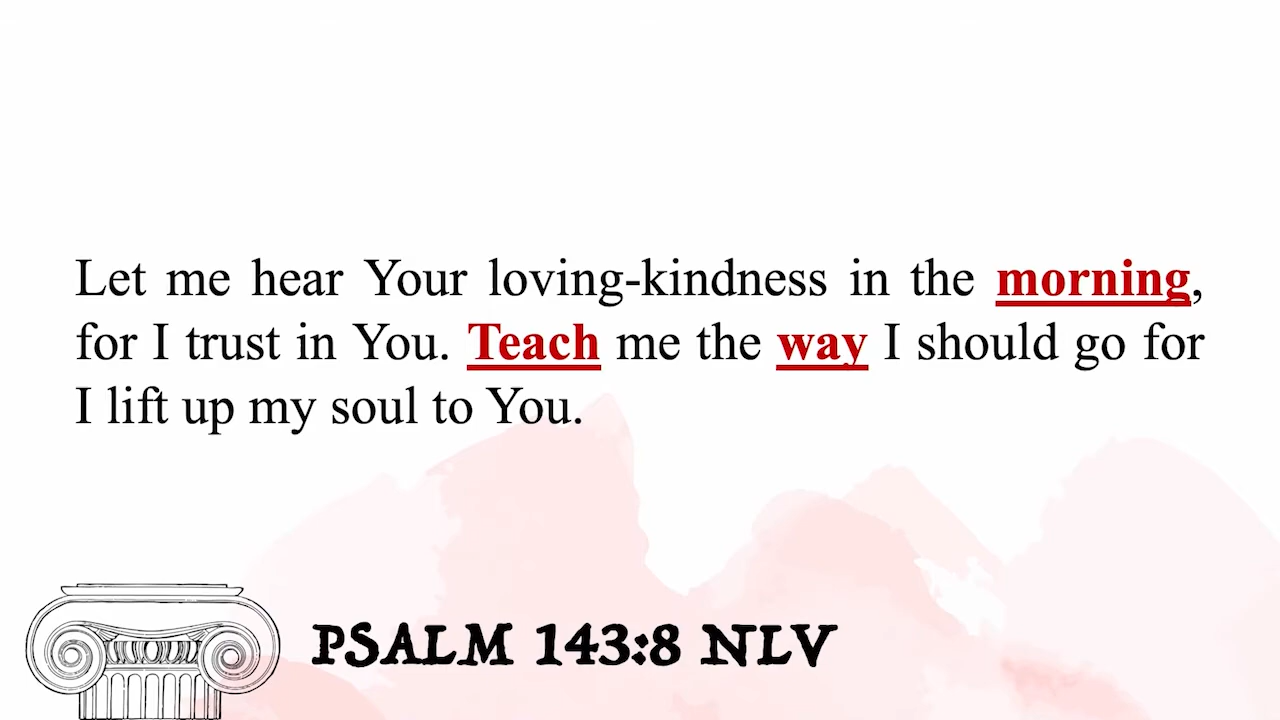 Let me hear Your loving-kindness in the morning,
for I trust in You. Teach me the way I should go for
I lift up my soul to You.
PSALM 143:8 NLV